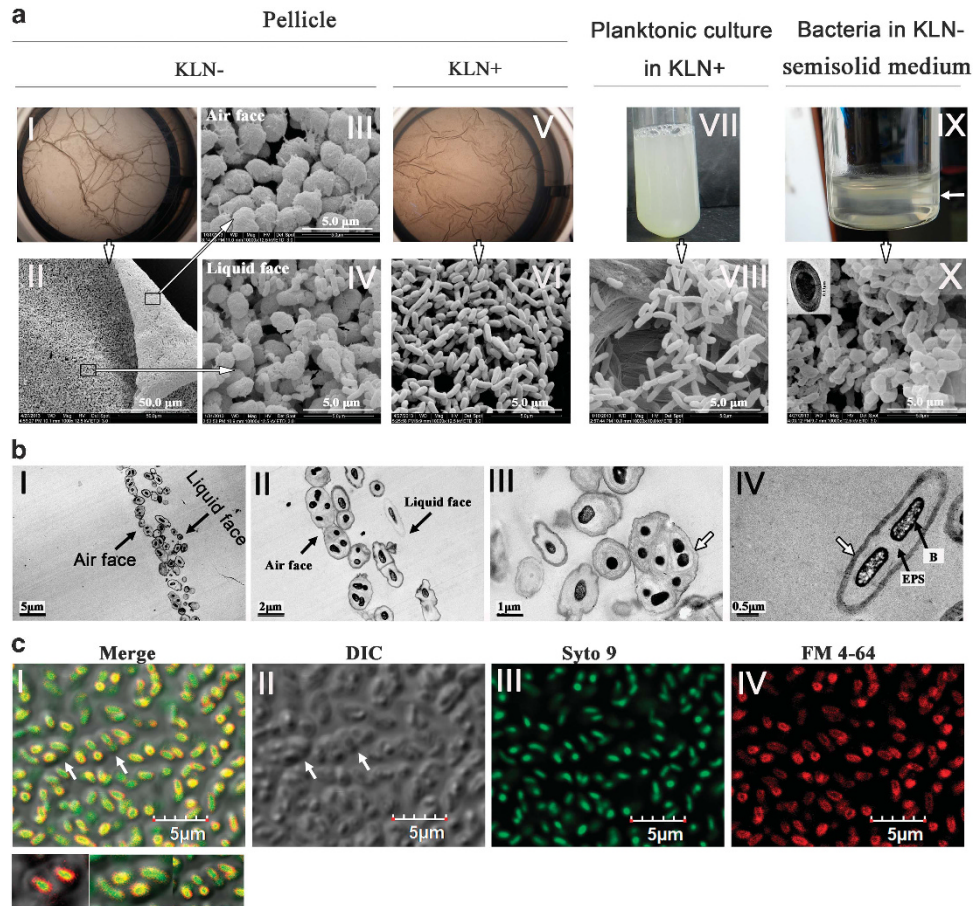 a
Pellicle
KLN-
KLN+
Planktonic culture
in KLN+
Bacteria in KLN-
semisolid medium
I
Air face
III
5.0 µm
V
VII
IX
II
50.0 µm
Liquid face
IV
5.0 µm
VI
5.0 µm
VIII
5.0 µm
X
5.0 µm
b
I
Air face
Liquid face
5µm
II
Air face
Liquid face
2µm
III
1µm
IV
B
EPS
0.5µm
c
Merge
DIC
Syto 9
FM 4-64
I
5µm
II
5µm
III
5µm
IV
5µm